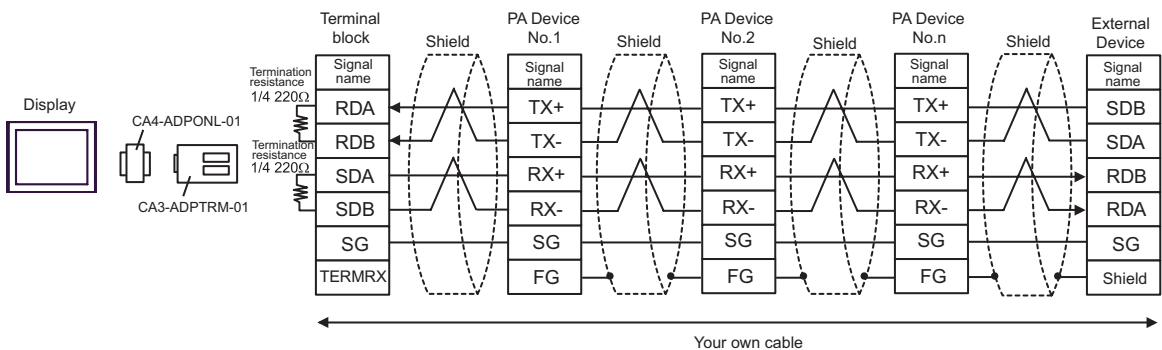 Display
CA4-ADPONL-01
CA3-ADPTRM-01
Termination
resistance
1/4 220Ω
Termination
resistance
1/4 220Ω
Terminal
block
Signal
name
RDA
RDB
SDA
SDB
SG
TERMRX
Shield
PA Device
No.1
Signal
name
TX+
TX-
RX+
RX-
SG
FG
Shield
PA Device
No.2
Signal
name
TX+
TX-
RX+
RX-
SG
FG
Shield
PA Device
No.n
Signal
name
TX+
TX-
RX+
RX-
SG
FG
Shield
External
Device
Signal
name
SDB
SDA
RDB
RDA
SG
Shield
Your own cable